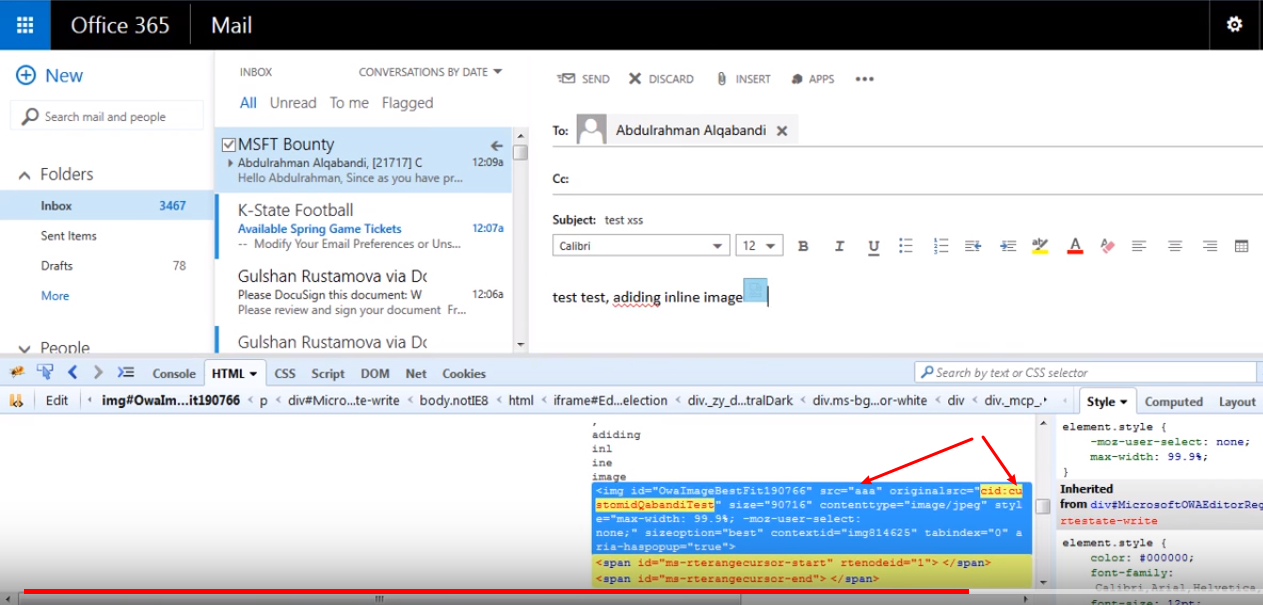 Office 365 Mail
New
Search mail and people
Folders
Inbox 3467
Sent Items
Drafts 78
More
People
INBOX CONVERSATIONS BY DATE
All Unread To me Flagged
MSFT Bounty
Abdulrahman Alqabandi, [21717] C 12:09a
Hello Abdulrahman, Since as you have pr...
K-State Football
Available Spring Game Tickets 12:07a
-- Modify Your Email Preferences or Uns...
Gulshan Rustamova via Dc
Please DocuSign this document: W 12:06a
Please review and sign your document Fr...
Gulshan Rustamova via Dc
SEND DISCARD INSERT APPS •••
To: Abdulrahman Alqabandi
Cc:
Subject: test xss
Calibri 12 B I U
test test, adiding inline image
Console HTML CSS Script DOM Net Cookies
Search by text or CSS selector
Edit img#OwaIm...it190766 < p < div#Micro...te-write < body.notIE8 < html < iframe#Ed...election < div._zy_d...tralDark < div.ms-bg...or-white < div < div._mcp_.
Style Computed Layout
,
adiding
inl
ine
image
<img id="OwaImageBestFit190766" src="aaa" originalsrc="cid:cu
stomidQabandiTest" size="90716" contenttype="image/jpeg" styl
e="max-width: 99.9%; -moz-user-select:
none;" sizeoption="best" contextid="img814625" tabindex="0" a
ria-haspopup="true">
<span id="ms-rterangecursor-start" rtenodeid="1"> </span>
<span id="ms-rterangecursor-end"> </span>
element.style {
-moz-user-select: none;
max-width: 99.9%;
}
Inherited
from div#MicrosoftOWAEditorReg
rtestate-write
element.style {
color: #000000;
font-family:
Calibri,Arial,Helvetica,
font-size: 12pt;